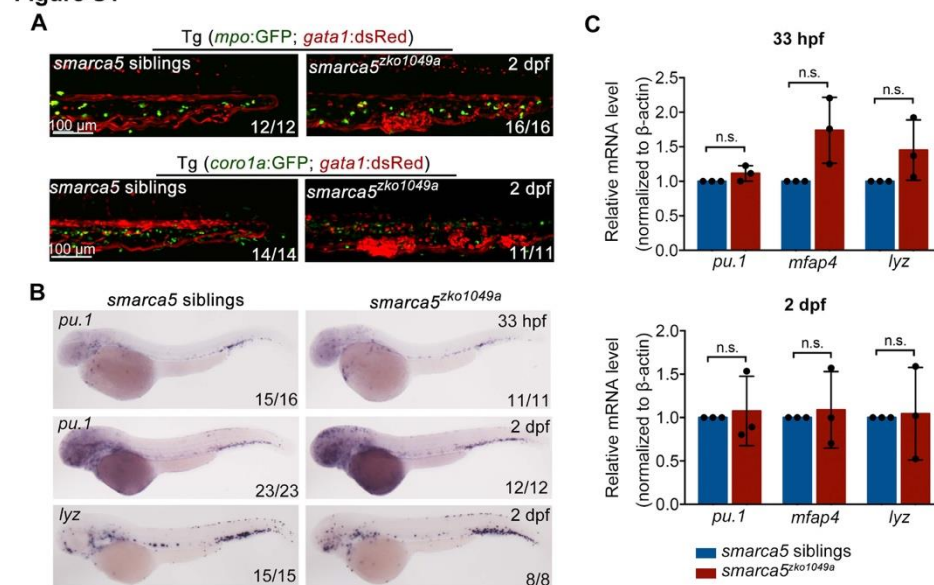 A
Tg (mpo:GFP; gata1:dsRed)
smarca5 siblings
smarca5zko1049a
2 dpf
100 µm
12/12
16/16
Tg (coro1a:GFP; gata1:dsRed)
smarca5 siblings
smarca5zko1049a
2 dpf
100 µm
14/14
11/11
B
smarca5 siblings
smarca5zko1049a
pu.1
33 hpf
15/16
11/11
pu.1
2 dpf
23/23
12/12
lyz
2 dpf
15/15
8/8
C
33 hpf
Relative mRNA level
(normalized to β-actin)
2.5
2.0
1.5
1.0
0.5
0.0
n.s.
n.s.
n.s.
pu.1
mfap4
lyz
2 dpf
Relative mRNA level
(normalized to β-actin)
2.0
1.5
1.0
0.5
0.0
n.s.
n.s.
n.s.
pu.1
mfap4
lyz
smarca5 siblings
smarca5zko1049a